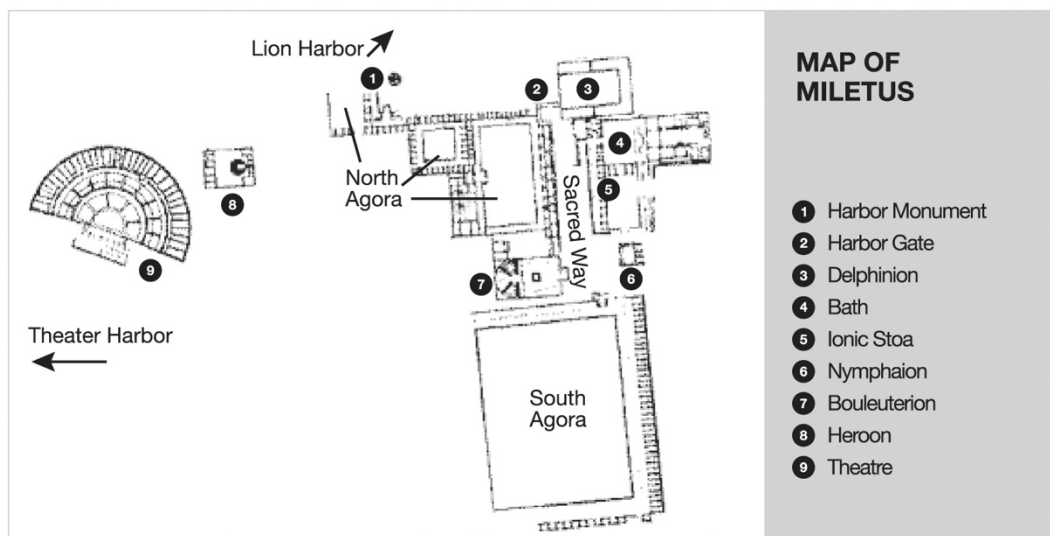 Lion Harbor
1
2
3
4
North
Agora
Sacred Way
5
8
9
7
6
Theater Harbor
South
Agora
MAP OF
MILETUS
1 Harbor Monument
2 Harbor Gate
3 Delphinion
4 Bath
5 Ionic Stoa
6 Nymphaion
7 Bouleuterion
8 Heroon
9 Theatre